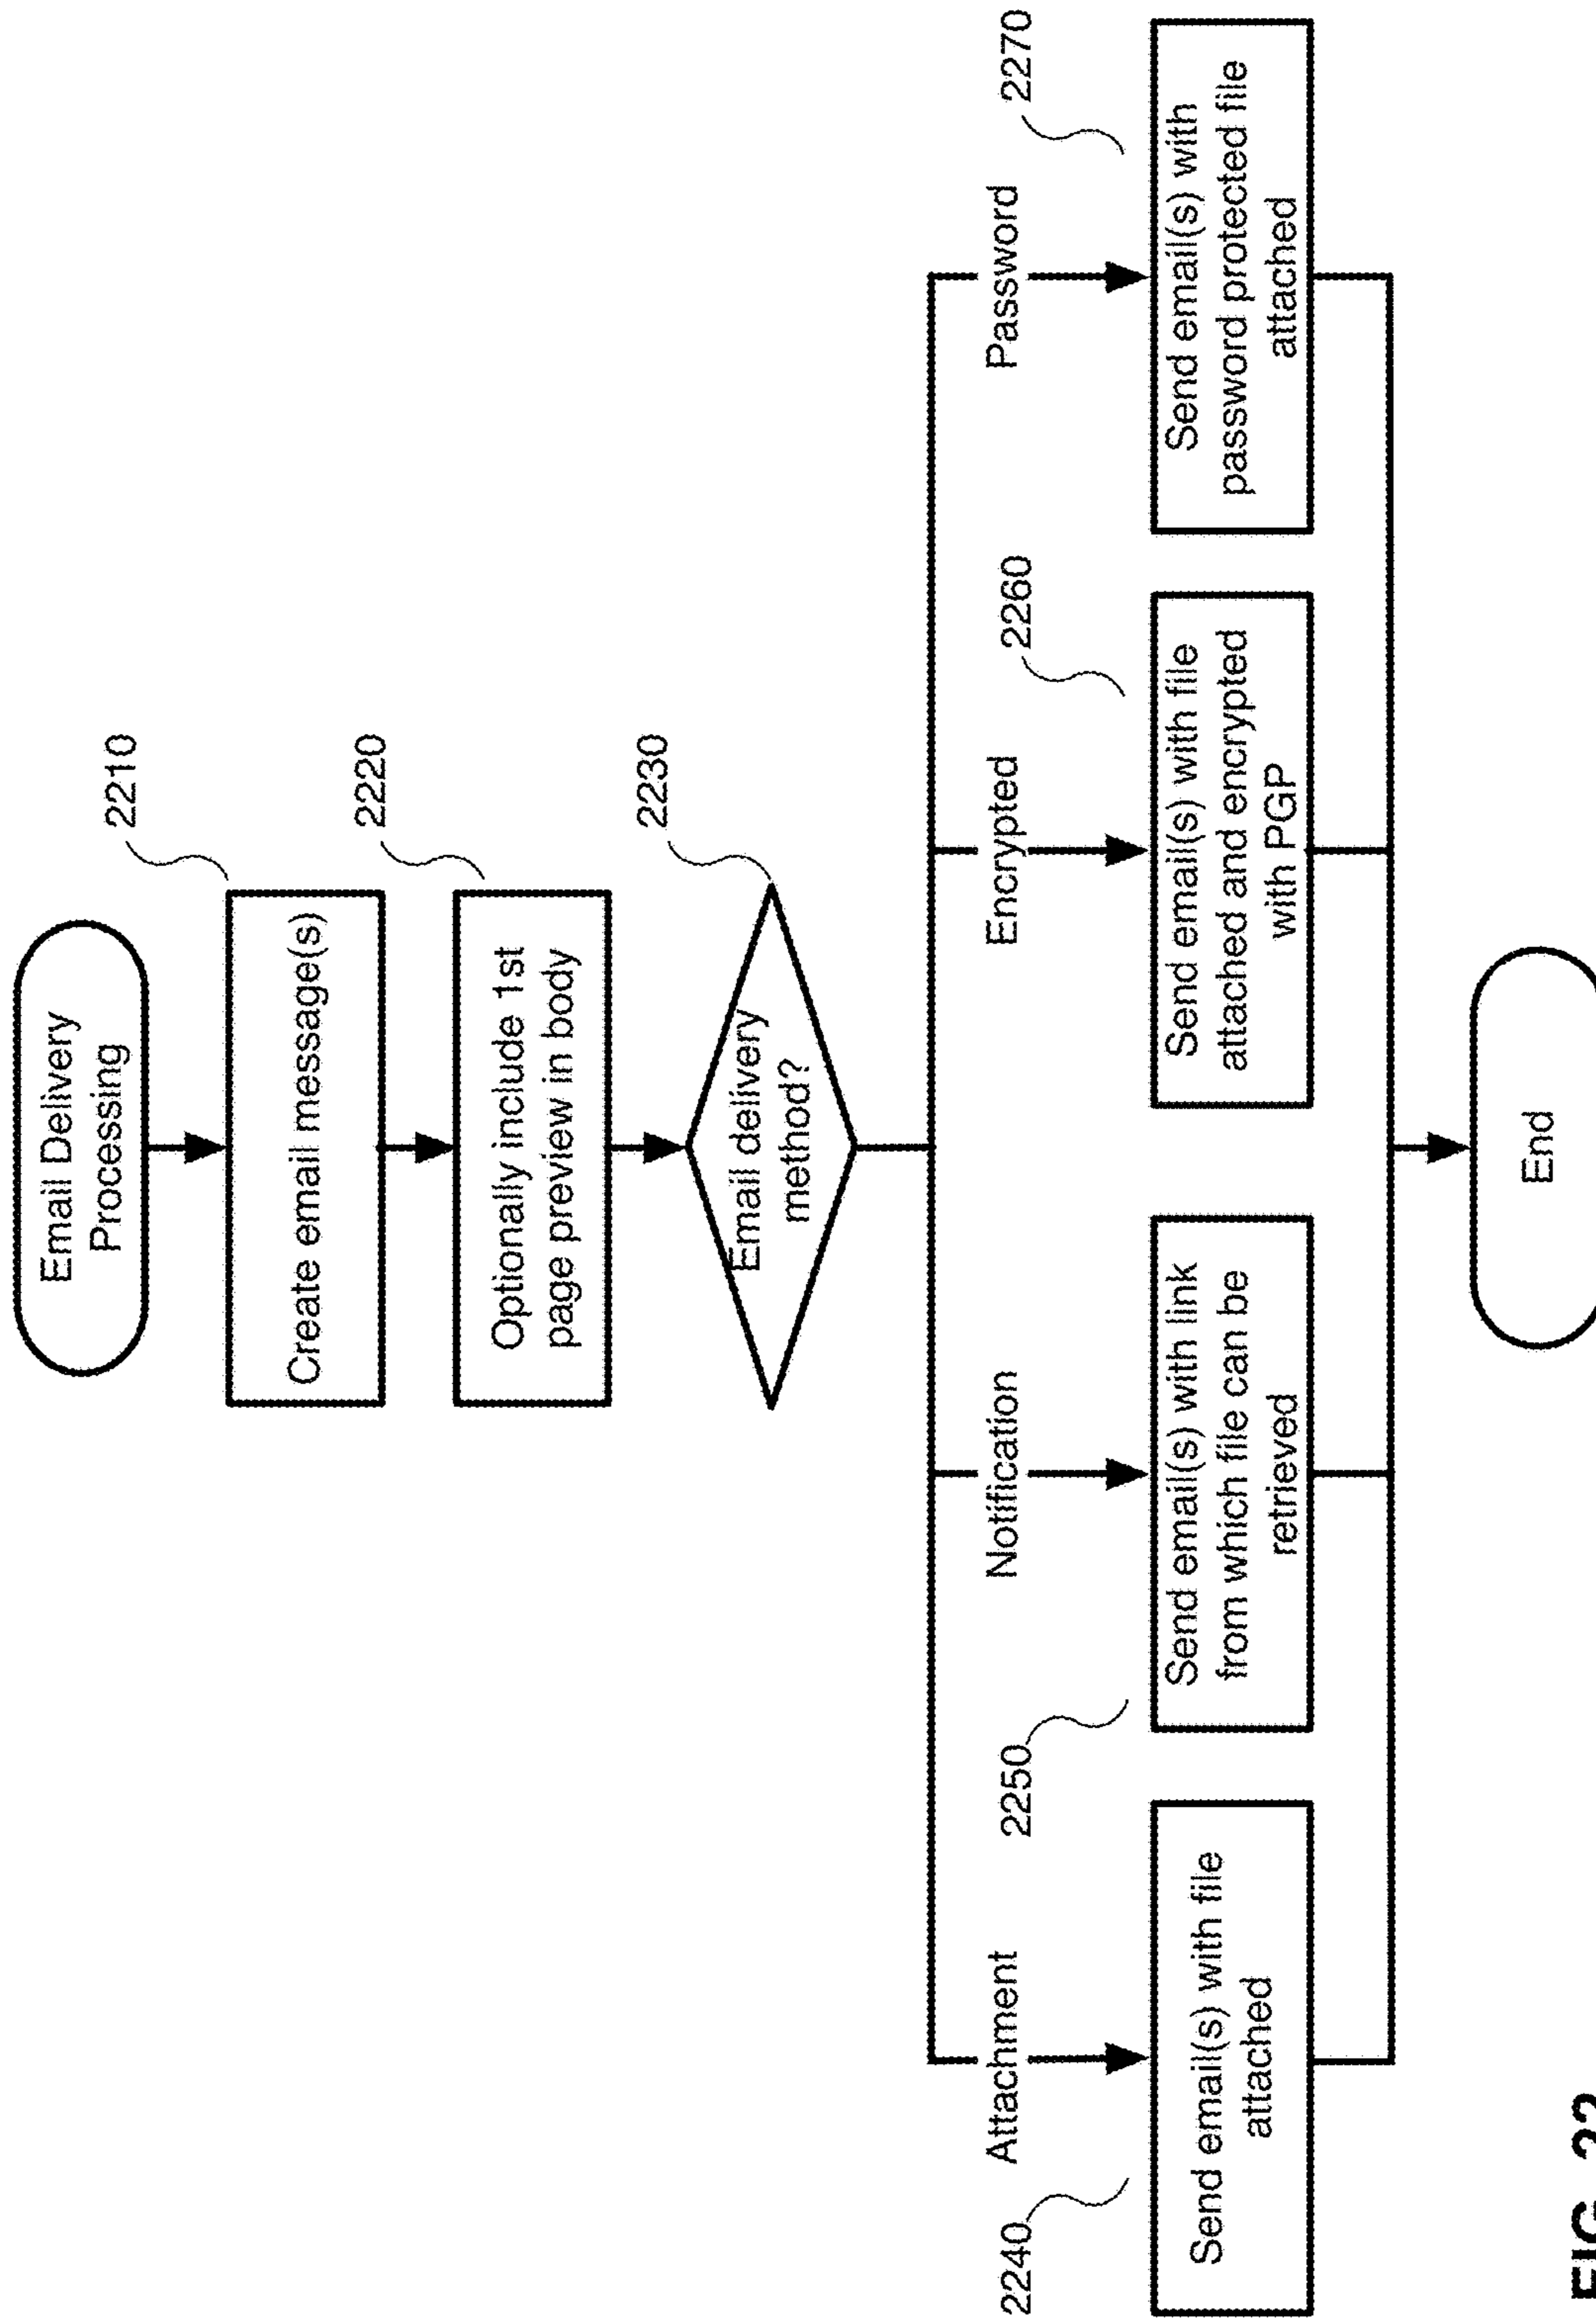 Email Delivery
Processing
2210
Create email message(s)
2220
Optionally include 1st
page preview in body
2230
Email delivery
method?
Attachment
Notification
Encrypted
Password
2240
Send email(s) with file
attached
2250
Send email(s) with link
from which file can be
retrieved
2260
Send email(s) with file
attached and encrypted
with PGP
2270
Send email(s) with
password protected file
attached
End
FIG. 22